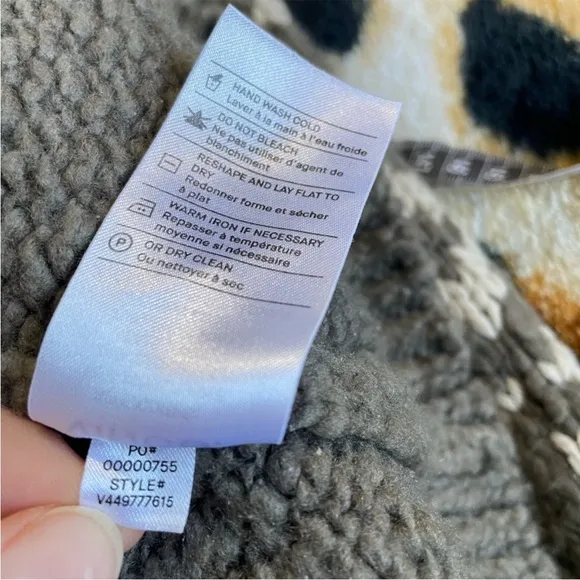 HAND WASH COLD
Laver à la main à l'eau froide
DO NOT BLEACH
Ne pas utiliser d'agent de
blanchiment
RESHAPE AND LAY FLAT TO
DRY
Redonner forme et sécher
à plat
WARM IRON IF NECESSARY
Repasser à température
moyenne si nécessaire
P
OR DRY CLEAN
Ou nettoyer à sec
PO#
00000755
STYLE#
V449777615